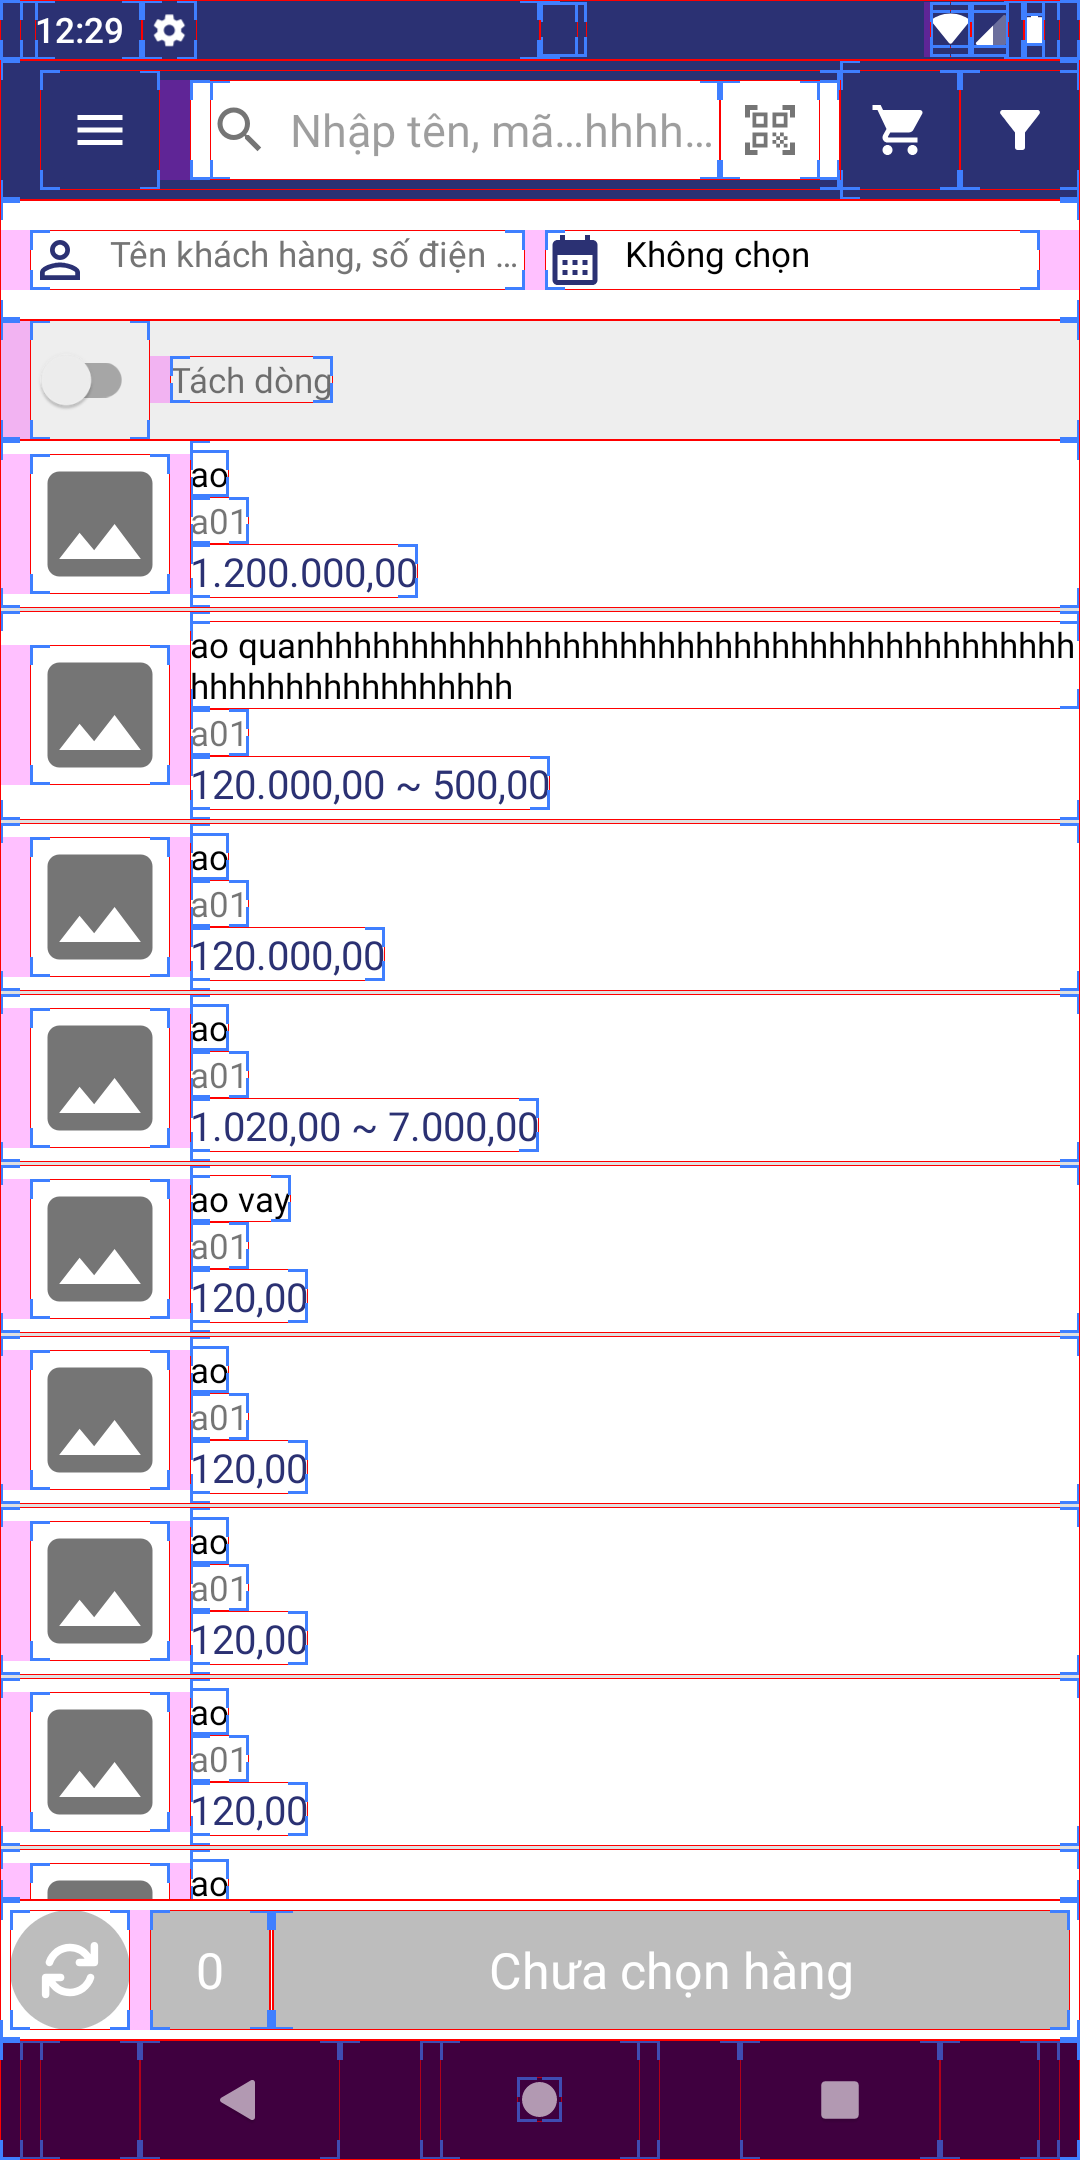 12:29
Nhập tên, mã...hhhh...
Tên khách hàng, số điện ...
Không chọn
Tách dòng
ao
a01
1.200.000,00
ao quanhhhhhhhhhhhhhhhhhhhhhhhhhhhhhhhhhhhhhhhh
hhhhhhhhhhhhhhhhh
a01
120.000,00 ~ 500,00
ao
a01
120.000,00
ao
a01
1.020,00 ~ 7.000,00
ao vay
a01
120,00
ao
a01
120,00
ao
a01
120,00
ao
a01
120,00
ao
0
Chưa chọn hàng